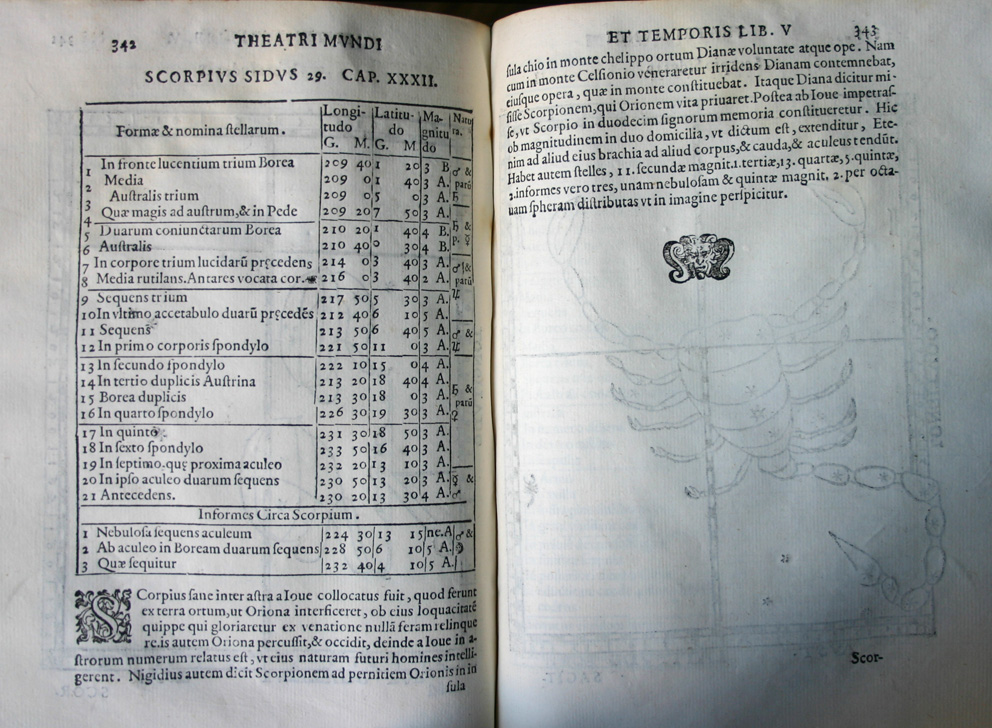 342
THEATRI MVNDI
SCORPIVS SIDVS 29. CAP. XXXII.
Formæ & nomina ſtellarum. Longitudo G. M. Latitudo G. M Magnitudo Natura.
1 In fronte lucentium trium Borea 209 40 1 20 3 B. ♂ &
2 Media 209 0 1 40 3 A. parū
3 Auſtralis trium 209 0 5 0 3 A. ♄
4 Quæ magis ad auſtrum,& in Pede 209 20 7 50 3 A.
5 Duarum coniunctarum Borea 210 20 1 40 4 B. ♄ &
6 Auſtralis 210 40 0 30 4 B. p. ☿
7 In corpore trium lucidarū pręcedens 214 0 3 40 3 A. ♂ &
8 Media rutilans.Antares vocata cor. 216 0 3 40 2 A. parū
9 Sequens trium 217 50 5 30 3 A. ♃
10 In vltimo accetabulo duarū pręcedēs 212 40 6 10 5 A.
11 Sequens 213 50 6 40 5 A. ♂ &
12 In primo corporis ſpondylo 221 50 11 0 3 A. ♃
13 In ſecundo ſpondylo 222 10 15 0 4 A.
14 In tertio duplicis Auſtrina 213 20 18 40 4 A. ♄ &
15 Borea duplicis 213 30 18 0 3 A. parū
16 In quarto ſpondylo 226 30 19 30 3 A. ♀
17 In quinto 231 30 18 50 3 A.
18 In ſexto ſpondylo 233 50 16 40 3 A.
19 In ſeptimo.quę proxima aculeo 232 20 13 10 3 A.
20 In ipſo aculeo duarum ſequens 230 50 13 20 3 A. ☿ &
21 Antecedens. 230 20 13 30 4 A. ♂
Informes Circa Scorpium.
1 Nebuloſa ſequens aculeum 224 30 13 15 ne.A ♂ &
2 Ab aculeo in Boream duarum ſequens 228 50 6 10 5 A.
3 Quæ ſequitur 232 40 4 10 5 A.
SCorpius ſane inter aſtra a Ioue collocatus fuit, quod ferunt
ex terra ortum,ut Oriona interficeret, ob eius loquacitatē
quippe qui gloriaretur ex venatione nullā feram relinque
re.is autem Oriona percuſſit,& occidit, deinde a Ioue in a-
ſtrorum numerum relatus eſt, vt eius naturam futuri homines intelli-
gerent. Nigidius autem dicit Scorpionem ad perniciem Orionis in in
ſula
ET TEMPORIS LIB. V
343
ſula chio in monte chelippo ortum Dianæ voluntate atque ope. Nam
cum in monte Celſionio veneraretur irridens Dianam contemnebat,
eiuſque opera, quæ in monte conſtituebat. Itaque Diana dicitur mi-
ſiſſe Scorpionem,qui Orionem vita priuaret.Poſtea ab Ioue impetraſ-
ſe,vt Scorpio in duodecim ſignorum memoria conſtitueretur. Hic
ob magnitudinem in duo domicilia, vt dictum eſt, extenditur, Ete-
nim ad aliud eius brachia ad aliud corpus,& cauda,& aculeus tendūt.
Habet autem ſtellas, 11. ſecundæ magnit.1.tertiæ,13. quartæ,5.quintæ,
2.informes vero tres, unam nebuloſam & quintæ magnit. 2.per octa-
uam ſpheram diſtributas vt in imagine perſpicitur.
Scor-